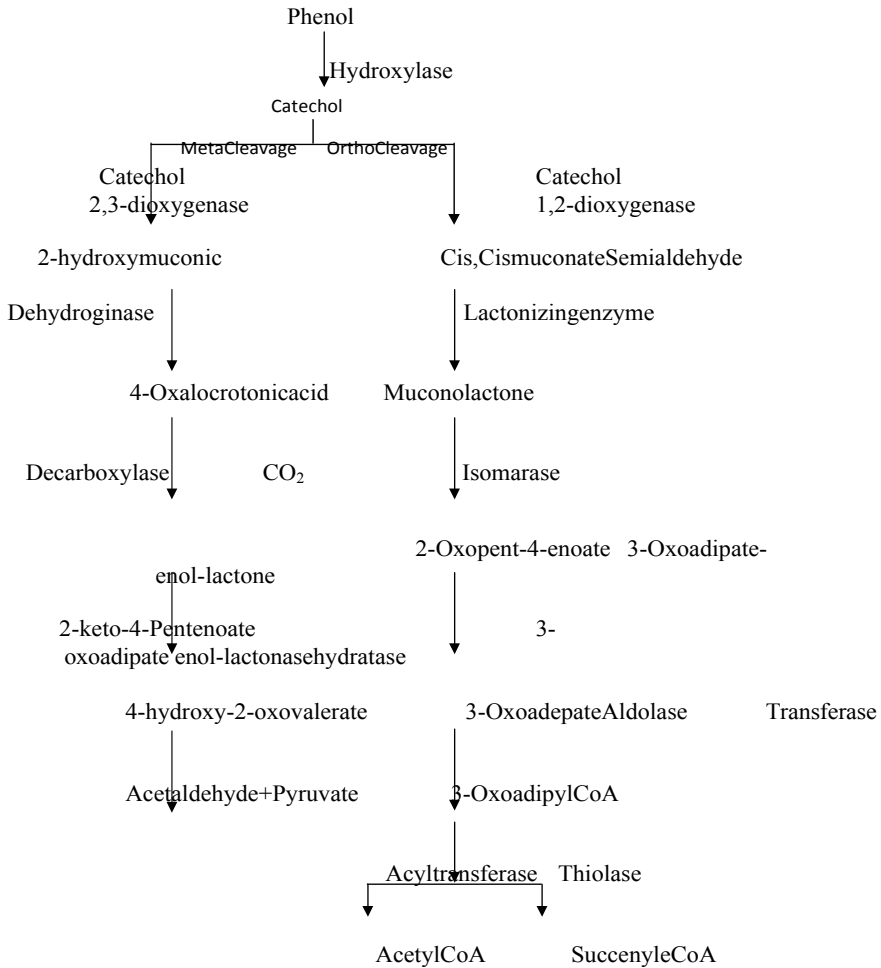 Phenol
Hydroxylase
Catechol
MetaCleavage OrthoCleavage
Catechol Catechol
2,3-dioxygenase 1,2-dioxygenase
2-hydroxymuconic Cis,CismuconateSemialdehyde
Dehydroginase Lactonizingenzyme
4-Oxalocrotonicacid Muconolactone
Decarboxylase CO₂ Isomarase
2-Oxopent-4-enoate 3-Oxoadipate-
enol-lactone
2-keto-4-Pentenoate 3-
oxoadipate enol-lactonasehydratase
4-hydroxy-2-oxovalerate 3-OxoadepateAldolase Transferase
Acetaldehyde+Pyruvate 3-OxoadipylCoA
Acyltransferase Thiolase
AcetylCoA SuccenyleCoA